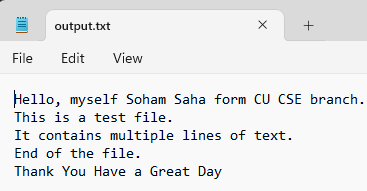 output.txt
File Edit View
Hello, myself Soham Saha form CU CSE branch.
This is a test file.
It contains multiple lines of text.
End of the file.
Thank You Have a Great Day